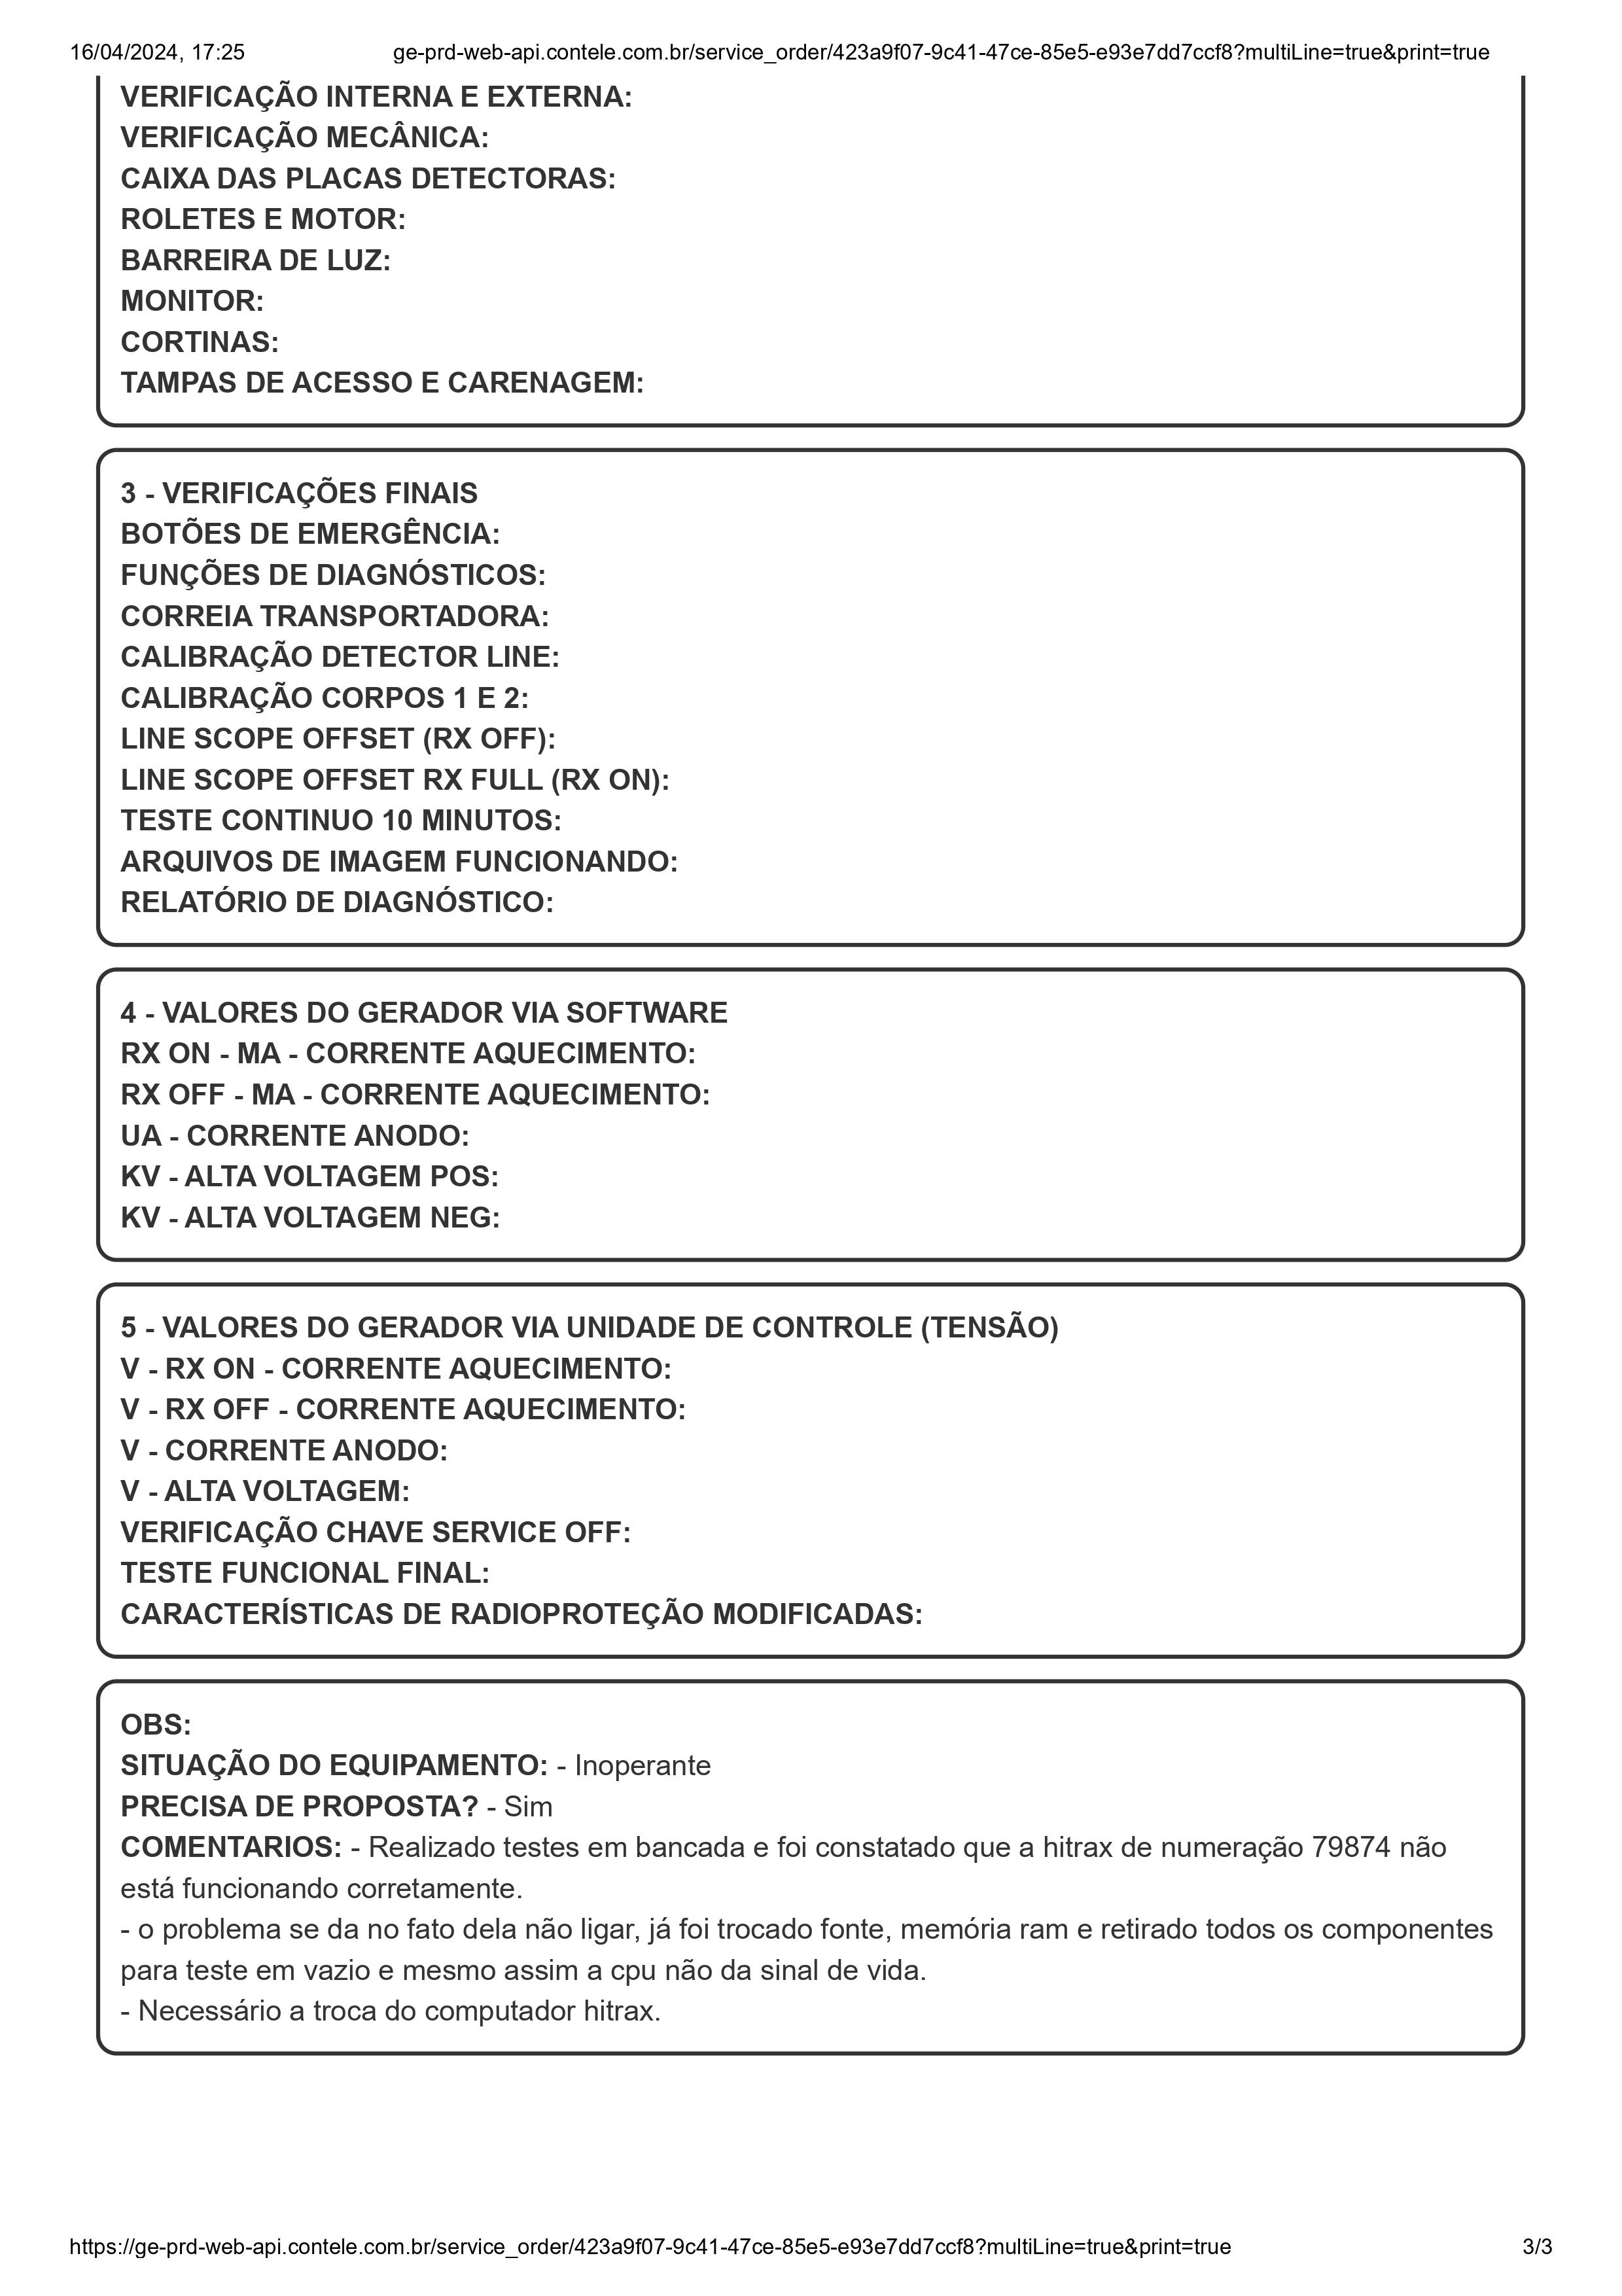 16/04/2024, 17:25 ge-prd-web-api.contele.com.br/service_order/423a9f07-9c41-47ce-85e5-e93e7dd7ccf8?multiLine=true&print=true
VERIFICAÇÃO INTERNA E EXTERNA:
VERIFICAÇÃO MECÂNICA:
CAIXA DAS PLACAS DETECTORAS:
ROLETES E MOTOR:
BARREIRA DE LUZ:
MONITOR:
CORTINAS:
TAMPAS DE ACESSO E CARENAGEM:
3 - VERIFICAÇÕES FINAIS
BOTÕES DE EMERGÊNCIA:
FUNÇÕES DE DIAGNÓSTICOS:
CORREIA TRANSPORTADORA:
CALIBRAÇÃO DETECTOR LINE:
CALIBRAÇÃO CORPOS 1 E 2:
LINE SCOPE OFFSET (RX OFF):
LINE SCOPE OFFSET RX FULL (RX ON):
TESTE CONTINUO 10 MINUTOS:
ARQUIVOS DE IMAGEM FUNCIONANDO:
RELATÓRIO DE DIAGNÓSTICO:
4 - VALORES DO GERADOR VIA SOFTWARE
RX ON - MA - CORRENTE AQUECIMENTO:
RX OFF - MA - CORRENTE AQUECIMENTO:
UA - CORRENTE ANODO:
KV - ALTA VOLTAGEM POS:
KV - ALTA VOLTAGEM NEG:
5 - VALORES DO GERADOR VIA UNIDADE DE CONTROLE (TENSÃO)
V - RX ON - CORRENTE AQUECIMENTO:
V - RX OFF - CORRENTE AQUECIMENTO:
V - CORRENTE ANODO:
V - ALTA VOLTAGEM:
VERIFICAÇÃO CHAVE SERVICE OFF:
TESTE FUNCIONAL FINAL:
CARACTERÍSTICAS DE RADIOPROTEÇÃO MODIFICADAS:
OBS:
SITUAÇÃO DO EQUIPAMENTO: - Inoperante
PRECISA DE PROPOSTA? - Sim
COMENTARIOS: - Realizado testes em bancada e foi constatado que a hitrax de numeração 79874 não
está funcionando corretamente.
- o problema se da no fato dela não ligar, já foi trocado fonte, memória ram e retirado todos os componentes
para teste em vazio e mesmo assim a cpu não da sinal de vida.
- Necessário a troca do computador hitrax.
https://ge-prd-web-api.contele.com.br/service_order/423a9f07-9c41-47ce-85e5-e93e7dd7ccf8?multiLine=true&print=true 3/3